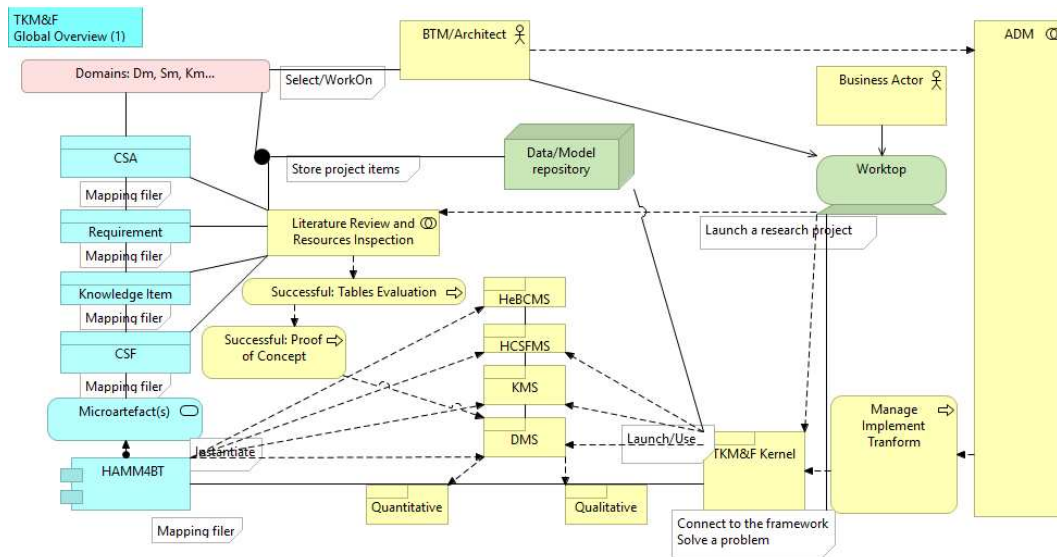 TKM&F
Global Overview (1)
BTM/Architect
ADM
Domains: Dm, Sm, Km...
Select/WorkOn
Business Actor
CSA
Store project items
Data/Model
repository
Worktop
Mapping filer
Requirement
Literature Review and
Resources Inspection
Launch a research project
Mapping filer
Knowledge Item
Successful: Tables Evaluation
HeBCMS
Mapping filer
Successful: Proof
of Concept
HCSFMS
CSF
KMS
Mapping filer
Microartefact(s)
Manage
Implement
Tranform
DMS
Launch/Use
Instantiate
TKM&F Kernel
HAMM4BT
Quantitative
Qualitative
Mapping filer
Connect to the framework
Solve a problem